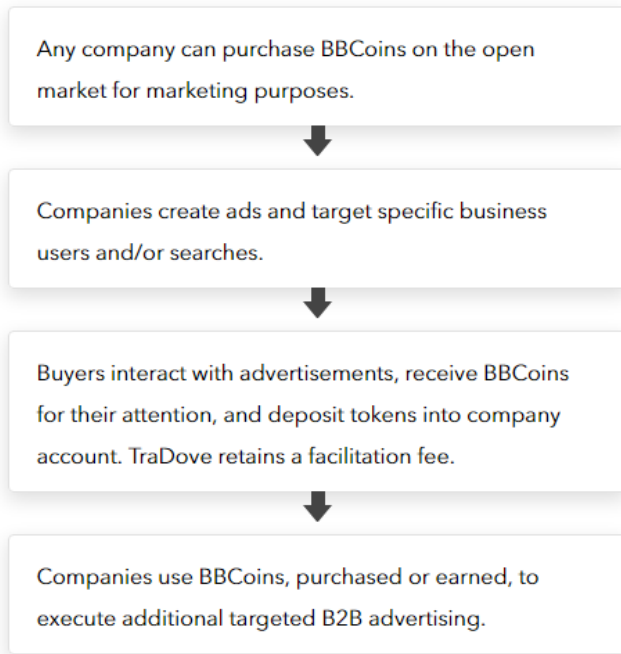 Any company can purchase BBCoins on the open
market for marketing purposes.
Companies create ads and target specific business
users and/or searches.
Buyers interact with advertisements, receive BBCoins
for their attention, and deposit tokens into company
account. TraDove retains a facilitation fee.
Companies use BBCoins, purchased or earned, to
execute additional targeted B2B advertising.